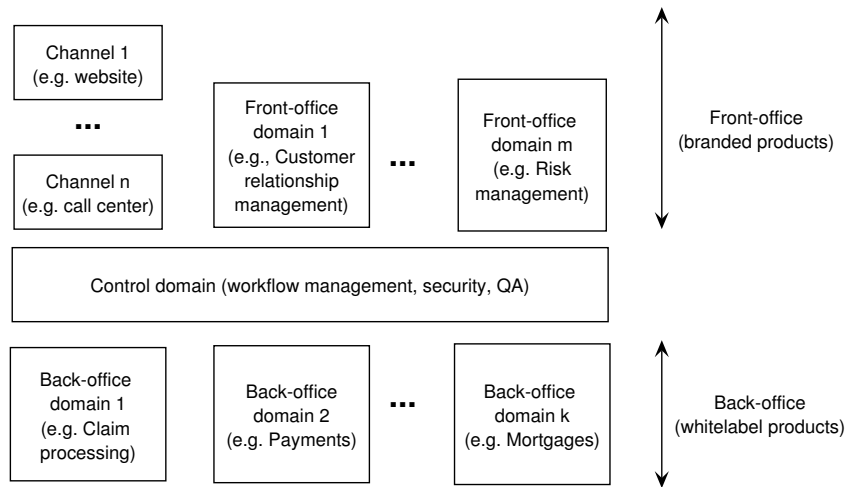 Channel 1
(e.g. website)
...
Channel n
(e.g. call center)
Front-office
domain 1
(e.g., Customer
relationship
management)
...
Front-office
domain m
(e.g. Risk
management)
Front-office
(branded products)
Control domain (workflow management, security, QA)
Back-office
domain 1
(e.g. Claim
processing)
Back-office
domain 2
(e.g. Payments)
...
Back-office
domain k
(e.g. Mortgages)
Back-office
(whitelabel products)